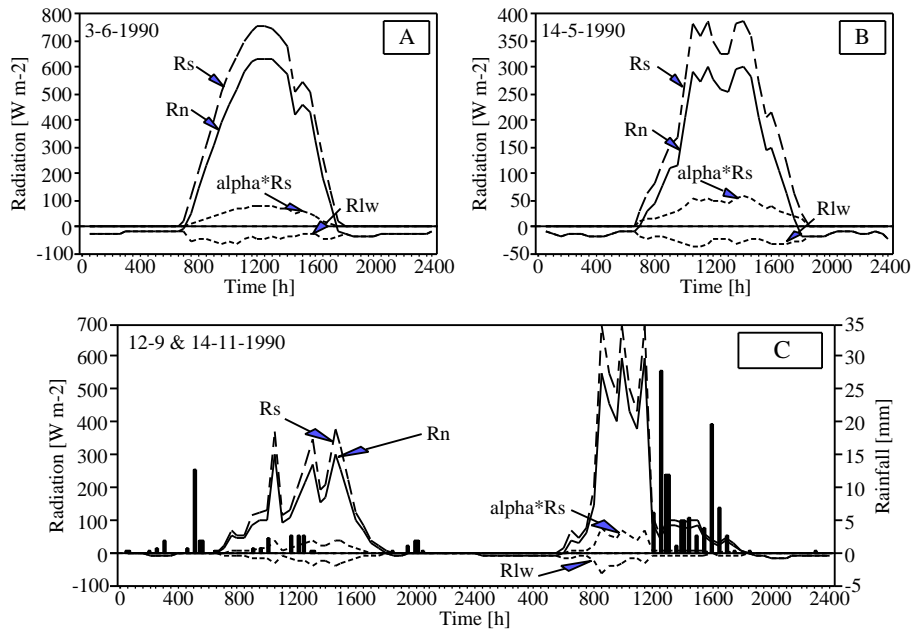 3-6-1990
A
Radiation [W m-2]
800
700
600
500
400
300
200
100
0
-100
Rs
Rn
alpha*Rs
Rlw
0 400 800 1200 1600 2000 2400
Time [h]
14-5-1990
B
Radiation [W m-2]
400
350
300
250
200
150
100
50
0
-50
Rs
Rn
alpha*Rs
Rlw
0 400 800 1200 1600 2000 2400
Time [h]
12-9 & 14-11-1990
C
Radiation [W m-2]
700
600
500
400
300
200
100
0
-100
Rs
Rn
alpha*Rs
Rlw
35
30
25
20
15
10
5
0
-5
Rainfall [mm]
0 400 800 1200 1600 2000 0 400 800 1200 1600 2000 2400
Time [h]